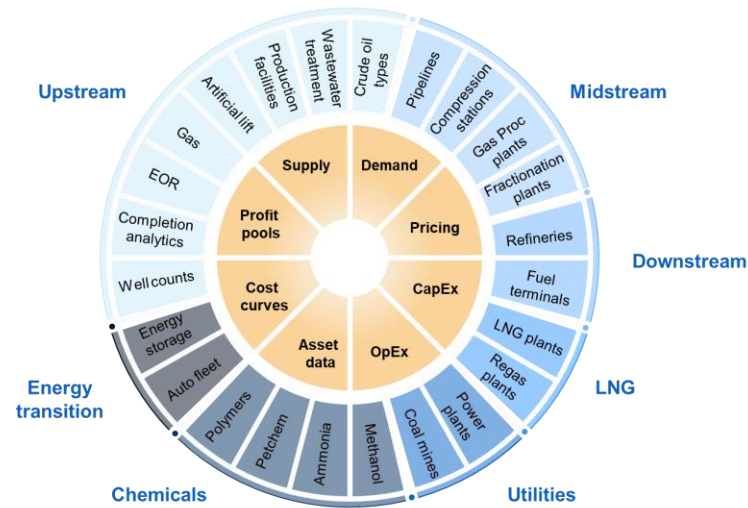 Upstream
Midstream
Downstream
LNG
Utilities
Chemicals
Energy
transition
Well counts
Completion
analytics
EOR
Gas
Artificial lift
Production
facilities
Wastewater
treatment
Crude oil
types
Pipelines
Compression
stations
Gas Proc
plants
Fractionation
plants
Refineries
Fuel
terminals
LNG plants
Regas
plants
Power
plants
Coal mines
Methanol
Ammonia
Petchem
Polymers
Auto fleet
Energy
storage
Supply
Demand
Pricing
CapEx
OpEx
Asset
data
Cost
curves
Profit
pools